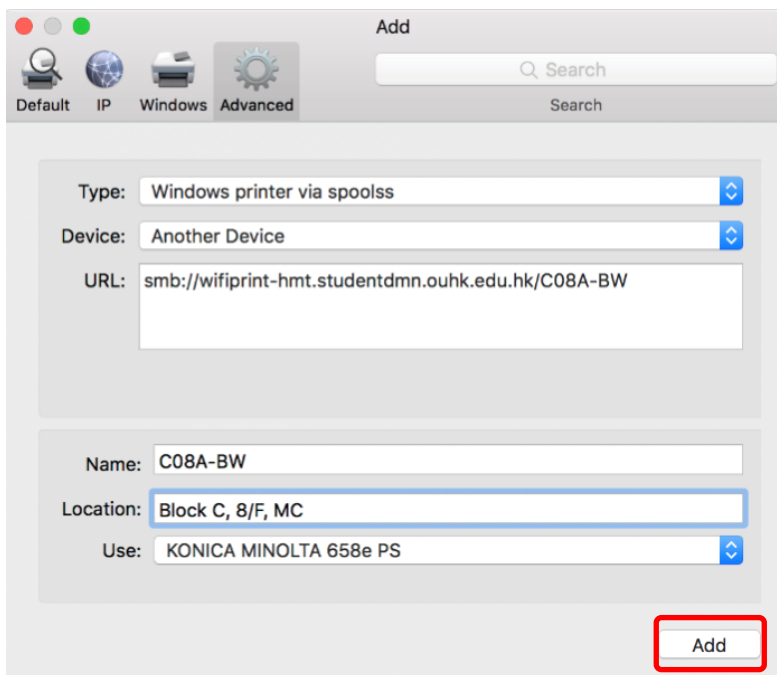 Add
Default IP Windows Advanced
Search
Search
Type: Windows printer via spoolss
Device: Another Device
URL: smb://wifiprint-hmt.studentdmn.ouhk.edu.hk/C08A-BW
Name: C08A-BW
Location: Block C, 8/F, MC
Use: KONICA MINOLTA 658e PS
Add